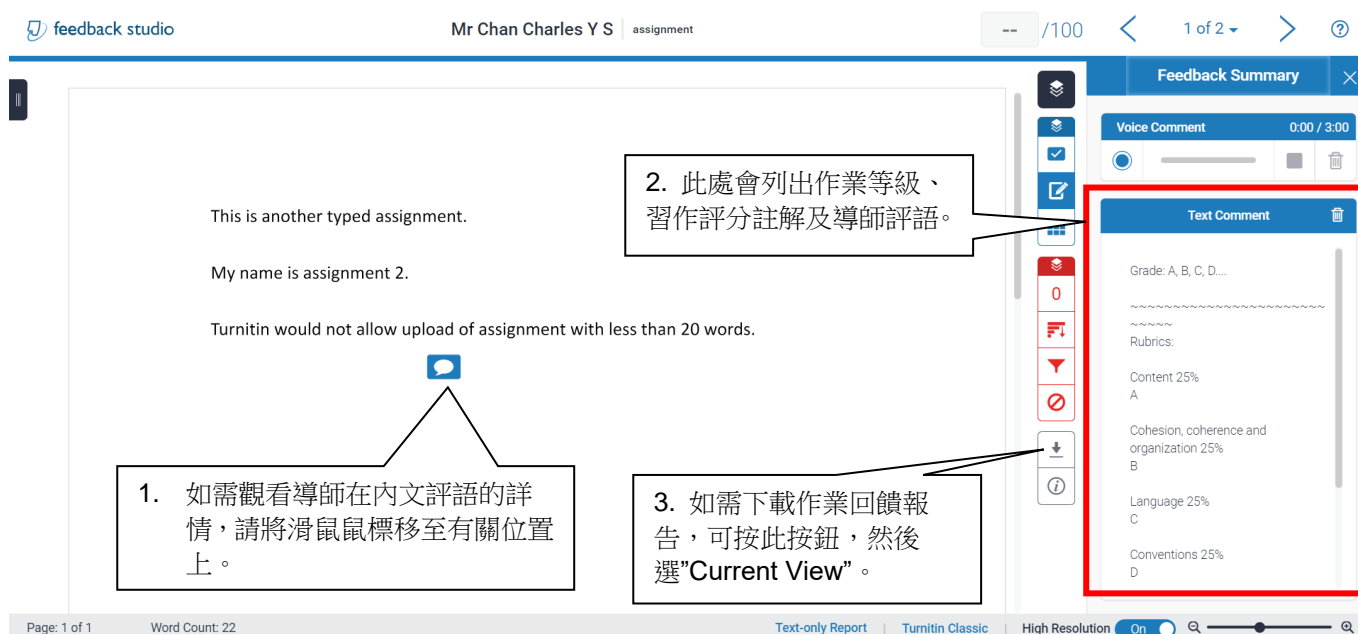 feedback studio
Mr Chan Charles Y S
assignment
-- /100
1 of 2
?
Feedback Summary
Voice Comment 0:00 / 3:00
Text Comment
Grade: A, B, C, D....
~~~~~~~~~~~~~~~~~~~~~~~
~~~~~
Rubrics:
Content 25%
A
Cohesion, coherence and
organization 25%
B
Language 25%
C
Conventions 25%
D
2. 此處會列出作業等級、
習作評分註解及導師評語。
This is another typed assignment.
My name is assignment 2.
Turnitin would not allow upload of assignment with less than 20 words.
0
i
1. 如需觀看導師在內文評語的詳
情，請將滑鼠鼠標移至有關位置
上。
3. 如需下載作業回饋報
告，可按此按鈕，然後
選”Current View”。
Page: 1 of 1
Word Count: 22
Text-only Report
Turnitin Classic
High Resolution
On